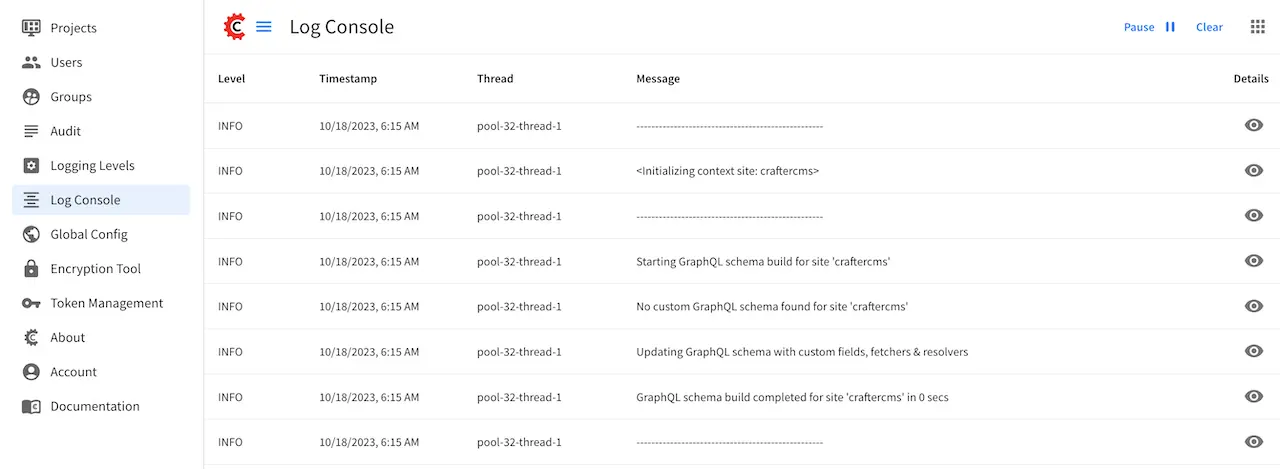 Projects
Users
Groups
Audit
Logging Levels
Log Console
Global Config
Encryption Tool
Token Management
About
Account
Documentation
C Log Console Pause Clear
Level Timestamp Thread Message Details
INFO 10/18/2023, 6:15 AM pool-32-thread-1 --------------------------------------------------
INFO 10/18/2023, 6:15 AM pool-32-thread-1 <Initializing context site: craftercms>
INFO 10/18/2023, 6:15 AM pool-32-thread-1 --------------------------------------------------
INFO 10/18/2023, 6:15 AM pool-32-thread-1 Starting GraphQL schema build for site 'craftercms'
INFO 10/18/2023, 6:15 AM pool-32-thread-1 No custom GraphQL schema found for site 'craftercms'
INFO 10/18/2023, 6:15 AM pool-32-thread-1 Updating GraphQL schema with custom fields, fetchers & resolvers
INFO 10/18/2023, 6:15 AM pool-32-thread-1 GraphQL schema build completed for site 'craftercms' in 0 secs
INFO 10/18/2023, 6:15 AM pool-32-thread-1 --------------------------------------------------